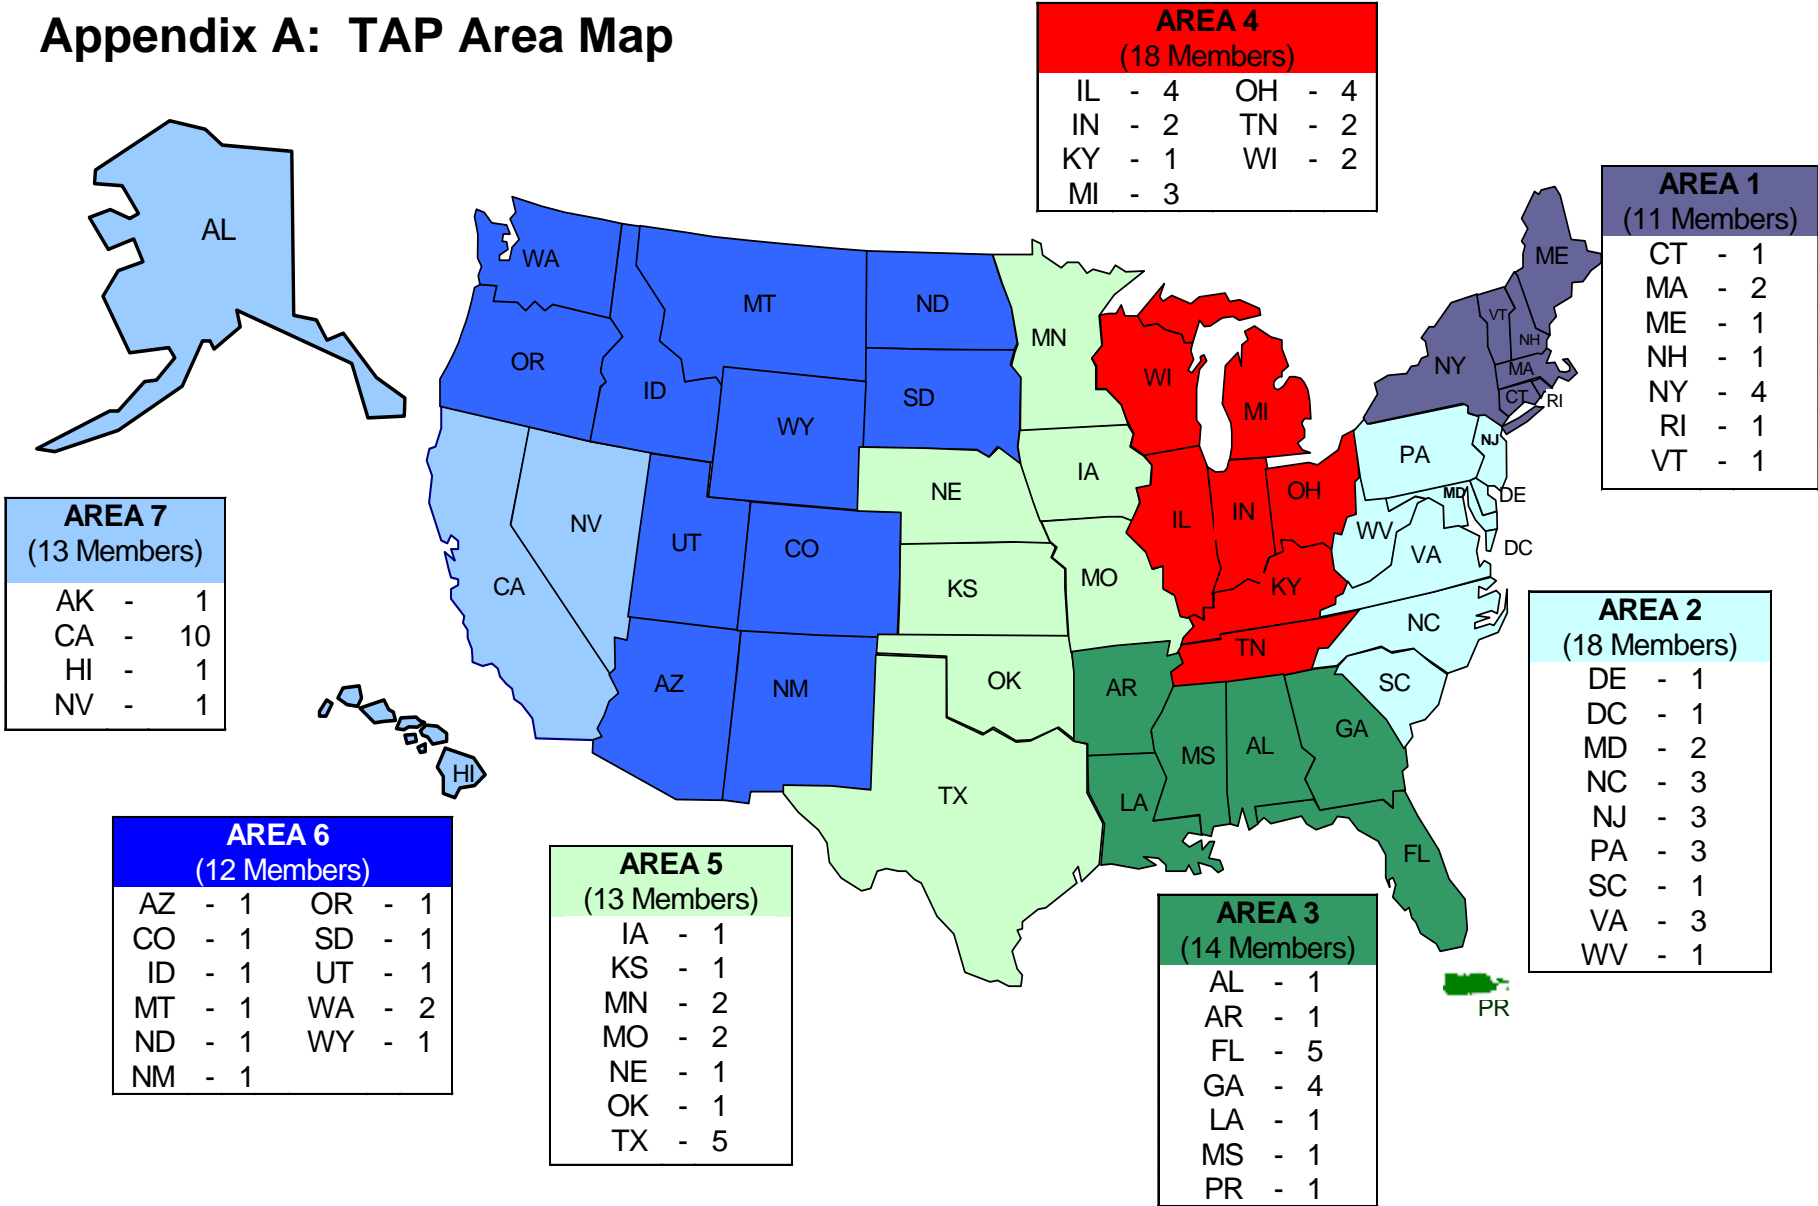 Appendix A:  TAP Area Map
AREA 4
(18 Members)
IL - 4 OH - 4
IN - 2 TN - 2
KY - 1 WI - 2
MI - 3
AREA 1
(11 Members)
CT - 1
MA - 2
ME - 1
NH - 1
NY - 4
RI - 1
VT - 1
AL
WA
MT
ND
MN
ME
VT
NH
OR
ID
SD
WI
MI
NY
MA
CT
RI
WY
NE
IA
PA
NJ
MD
DE
OH
IL
IN
WV
VA
DC
NV
UT
CO
CA
KS
MO
KY
NC
TN
AZ
NM
OK
AR
SC
GA
AL
MS
LA
TX
HI
FL
PR
AREA 7
(13 Members)
AK - 1
CA - 10
HI - 1
NV - 1
AREA 2
(18 Members)
DE - 1
DC - 1
MD - 2
NC - 3
NJ - 3
PA - 3
SC - 1
VA - 3
WV - 1
AREA 6
(12 Members)
AZ - 1 OR - 1
CO - 1 SD - 1
ID - 1 UT - 1
MT - 1 WA - 2
ND - 1 WY - 1
NM - 1
AREA 5
(13 Members)
IA - 1
KS - 1
MN - 2
MO - 2
NE - 1
OK - 1
TX - 5
AREA 3
(14 Members)
AL - 1
AR - 1
FL - 5
GA - 4
LA - 1
MS - 1
PR - 1